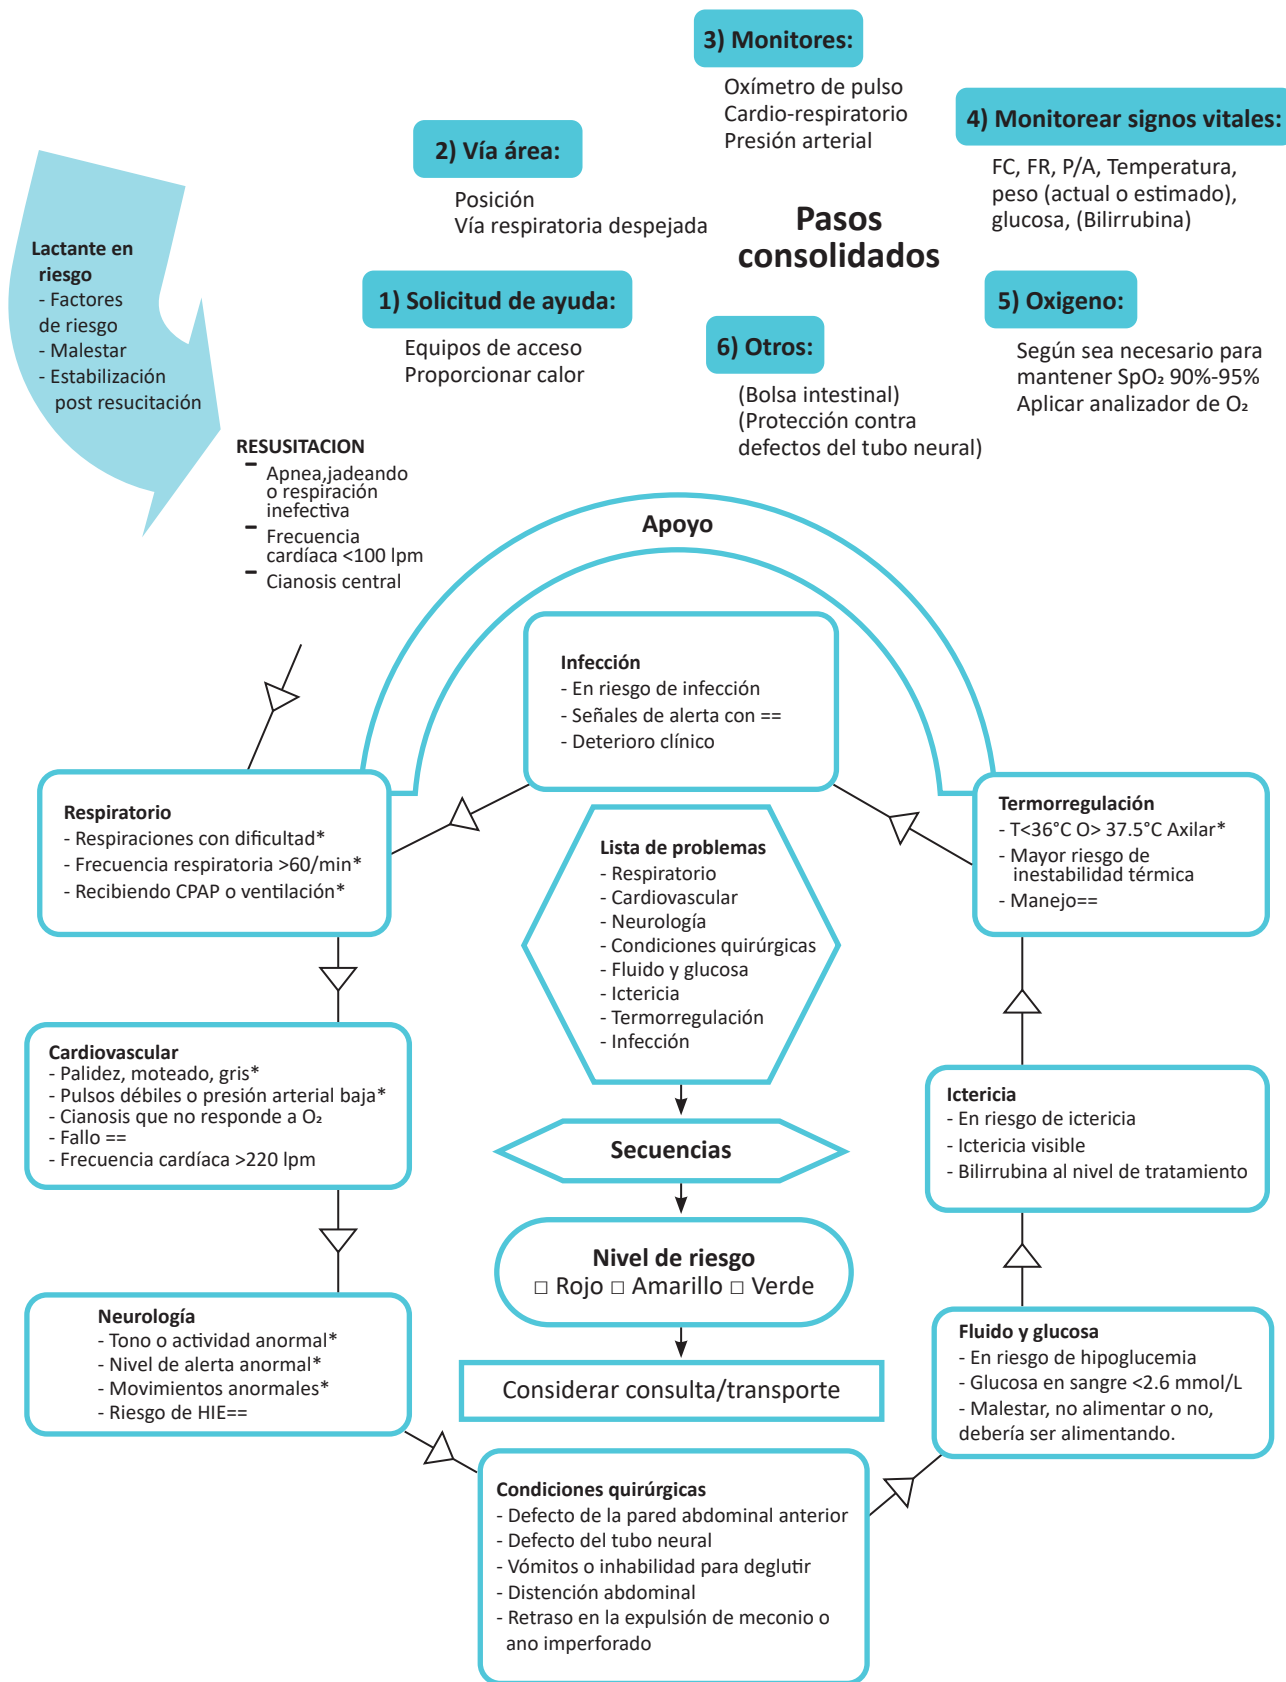 3) Monitores:
Oxímetro de pulso
Cardio-respiratorio
Presión arterial
4) Monitorear signos vitales:
FC, FR, P/A, Temperatura,
peso (actual o estimado),
glucosa, (Bilirrubina)
2) Vía área:
Posición
Vía respiratoria despejada
Pasos
consolidados
Lactante en
riesgo
- Factores
de riesgo
- Malestar
- Estabilización
post resucitación
1) Solicitud de ayuda:
Equipos de acceso
Proporcionar calor
5) Oxigeno:
Según sea necesario para
mantener SpO₂ 90%-95%
Aplicar analizador de O₂
6) Otros:
(Bolsa intestinal)
(Protección contra
defectos del tubo neural)
RESUSITACION
- Apnea,jadeando
o respiración
inefectiva
- Frecuencia
cardíaca <100 lpm
- Cianosis central
Apoyo
Infección
- En riesgo de infección
- Señales de alerta con ==
- Deterioro clínico
Respiratorio
- Respiraciones con dificultad*
- Frecuencia respiratoria >60/min*
- Recibiendo CPAP o ventilación*
Lista de problemas
- Respiratorio
- Cardiovascular
- Neurología
- Condiciones quirúrgicas
- Fluido y glucosa
- Ictericia
- Termorregulación
- Infección
Termorregulación
- T<36°C O> 37.5°C Axilar*
- Mayor riesgo de
inestabilidad térmica
- Manejo==
Cardiovascular
- Palidez, moteado, gris*
- Pulsos débiles o presión arterial baja*
- Cianosis que no responde a O₂
- Fallo ==
- Frecuencia cardíaca >220 lpm
Secuencias
Ictericia
- En riesgo de ictericia
- Ictericia visible
- Bilirrubina al nivel de tratamiento
Nivel de riesgo
□ Rojo □ Amarillo □ Verde
Neurología
- Tono o actividad anormal*
- Nivel de alerta anormal*
- Movimientos anormales*
- Riesgo de HIE==
Considerar consulta/transporte
Fluido y glucosa
- En riesgo de hipoglucemia
- Glucosa en sangre <2.6 mmol/L
- Malestar, no alimentar o no,
debería ser alimentando.
Condiciones quirúrgicas
- Defecto de la pared abdominal anterior
- Defecto del tubo neural
- Vómitos o inhabilidad para deglutir
- Distención abdominal
- Retraso en la expulsión de meconio o
ano imperforado